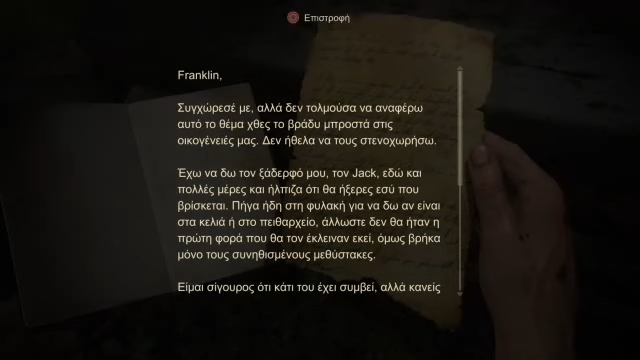 Επιστροφή
Franklin,
Συγχώρεσέ με, αλλά δεν τολμούσα να αναφέρω
αυτό το θέμα χθες το βράδυ μπροστά στις
οικογένειές μας. Δεν ήθελα να τους στενοχωρήσω.
Έχω να δω τον ξάδερφό μου, τον Jack, εδώ και
πολλές μέρες και ήλπιζα ότι θα ήξερες εσύ που
βρίσκεται. Πήγα ήδη στη φυλακή για να δω αν είναι
στα κελιά ή στο πειθαρχείο, άλλωστε δεν θα ήταν η
πρώτη φορά που θα τον έκλειναν εκεί, όμως βρήκα
μόνο τους συνηθισμένους μεθύστακες.
Είμαι σίγουρος ότι κάτι του έχει συμβεί, αλλά κανείς